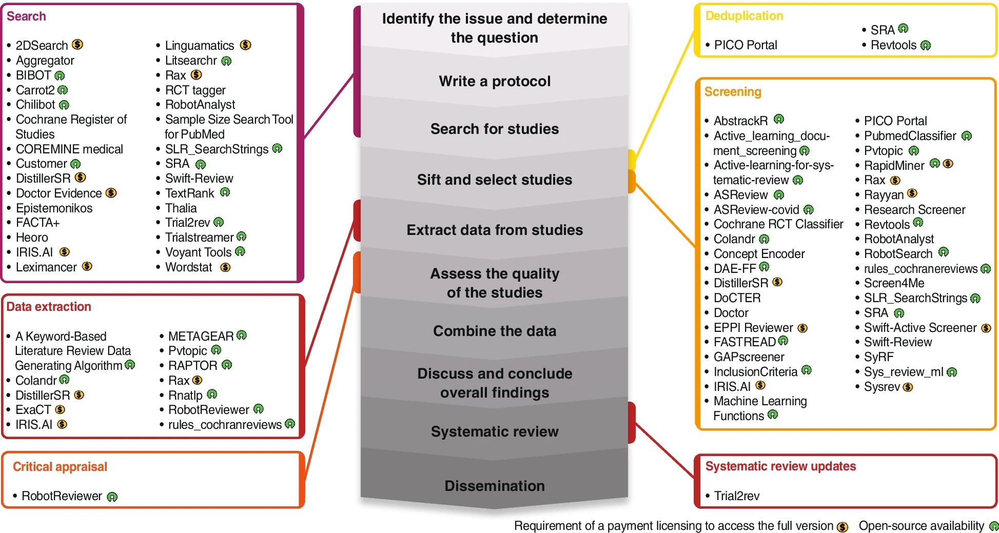 Search
• 2DSearch
• Aggregator
• BIBOT
• Carrot2
• Chilibot
• Cochrane Register of
Studies
• COREMINE medical
• Customer
• DistillerSR
• Doctor Evidence
• Epistemonikos
• FACTA+
• Heoro
• IRIS.AI
• Leximancer
• Linguamatics
• Litsearchr
• Rax
• RCT tagger
• RobotAnalyst
• Sample Size Search Tool
for PubMed
• SLR_SearchStrings
• SRA
• Swift-Review
• TextRank
• Thalia
• Trial2rev
• Trialstreamer
• Voyant Tools
• Wordstat
Data extraction
• A Keyword-Based
Literature Review Data
Generating Algorithm
• Colandr
• DistillerSR
• ExaCT
• IRIS.AI
• METAGEAR
• Pvtopic
• RAPTOR
• Rax
• Rnatlp
• RobotReviewer
• rules_cochranreviews
Critical appraisal
• RobotReviewer
Identify the issue and determine
the question
Write a protocol
Search for studies
Sift and select studies
Extract data from studies
Assess the quality
of the studies
Combine the data
Discuss and conclude
overall findings
Systematic review
Dissemination
Deduplication
• PICO Portal
• SRA
• Revtools
Screening
• AbstrackR
• Active_learning_docu-
ment_screening
• Active-learning-for-sys-
tematic-review
• ASReview
• ASReview-covid
• Cochrane RCT Classifier
• Colandr
• Concept Encoder
• DAE-FF
• DistillerSR
• DoCTER
• Doctor
• EPPI Reviewer
• FASTREAD
• GAPscreener
• InclusionCriteria
• IRIS.AI
• Machine Learning
Functions
• PICO Portal
• PubmedClassifier
• Pvtopic
• RapidMiner
• Rax
• Rayyan
• Research Screener
• Revtools
• RobotAnalyst
• RobotSearch
• rules_cochranereviews
• Screen4Me
• SLR_SearchStrings
• SRA
• Swift-Active Screener
• Swift-Review
• SyRF
• Sys_review_ml
• Sysrev
Systematic review updates
• Trial2rev
Requirement of a payment licensing to access the full version
Open-source availability